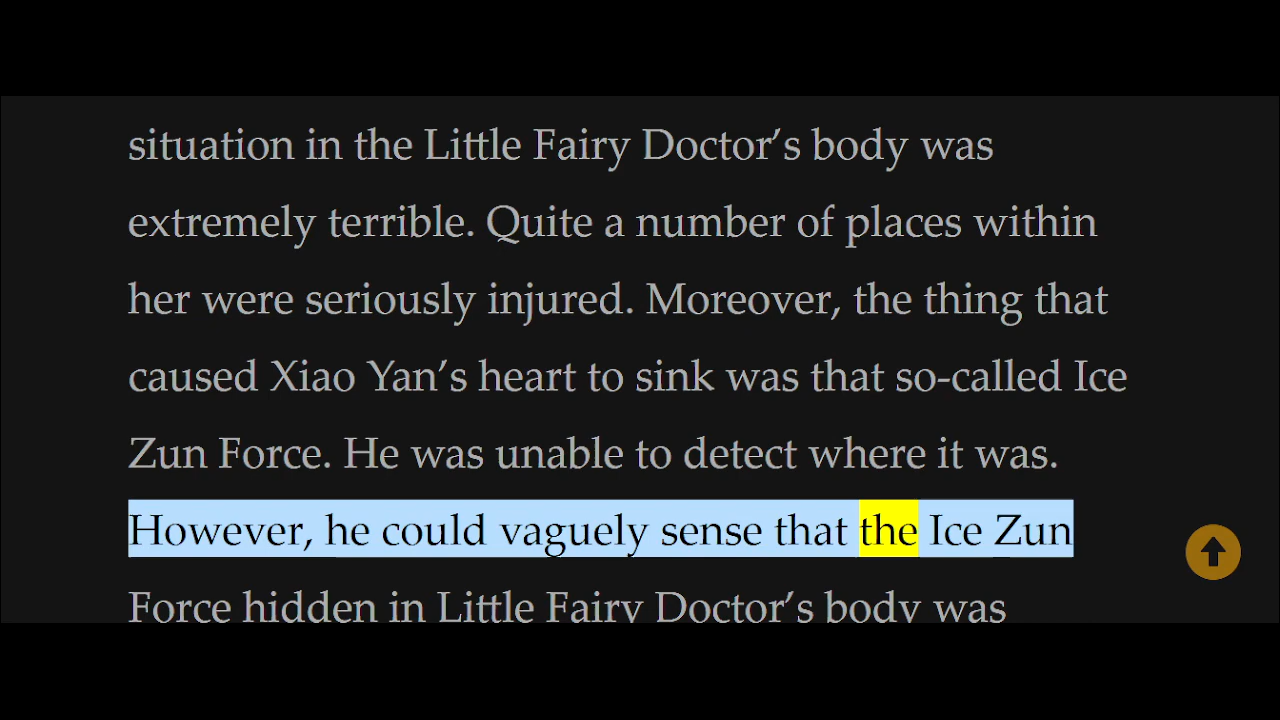 situation in the Little Fairy Doctor’s body was
extremely terrible. Quite a number of places within
her were seriously injured. Moreover, the thing that
caused Xiao Yan’s heart to sink was that so-called Ice
Zun Force. He was unable to detect where it was.
However, he could vaguely sense that the Ice Zun
Force hidden in Little Fairy Doctor’s body was